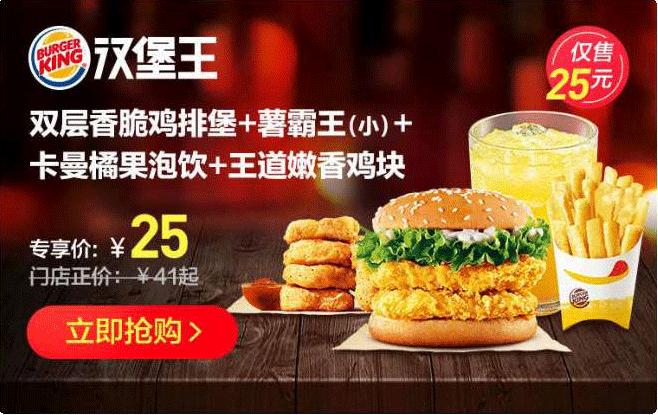 BURGER
KING
汉堡王
仅售
25元
双层香脆鸡排堡+薯霸王(小)+
卡曼橘果泡饮+王道嫩香鸡块
专享价:¥25
门店正价:¥41起
立即抢购>
BURGER
KING